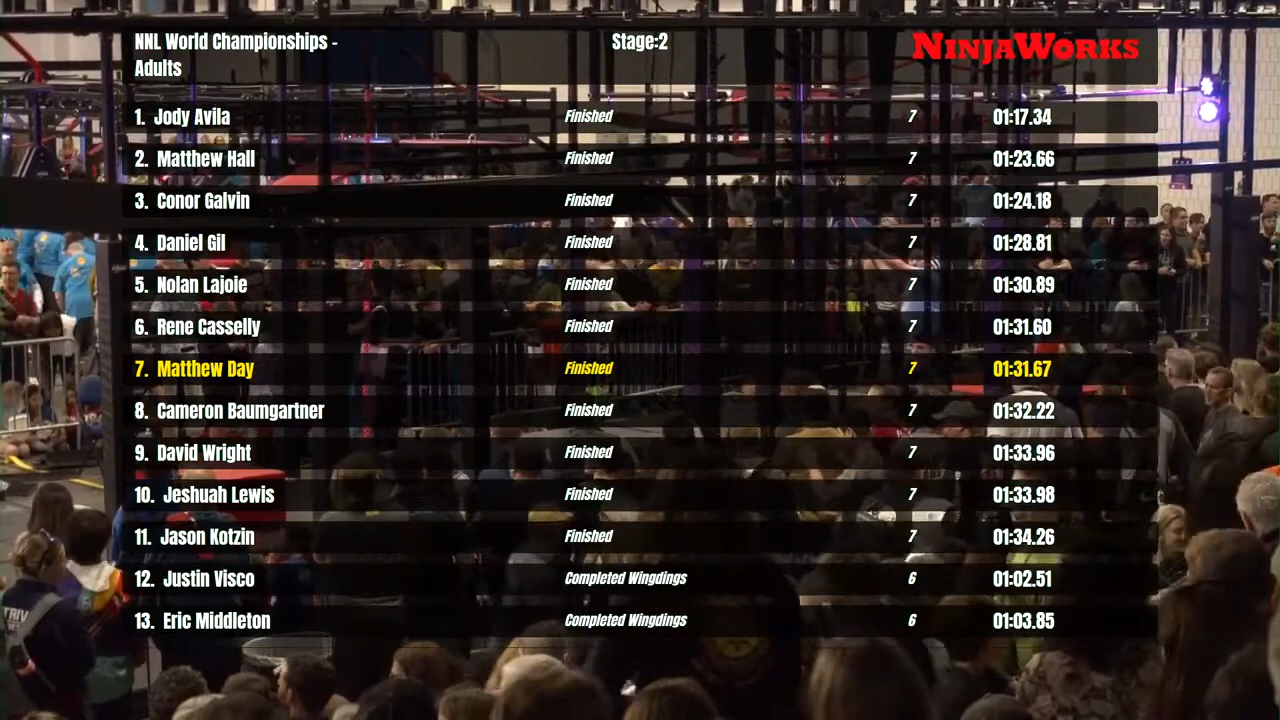 NNL World Championships - Stage:2 NinjaWorks
Adults
1. Jody Avila Finished 7 01:17.34
2. Matthew Hall Finished 7 01:23.66
3. Conor Galvin Finished 7 01:24.18
4. Daniel Gil Finished 7 01:28.81
5. Nolan Lajoie Finished 7 01:30.89
6. Rene Casselly Finished 7 01:31.60
7. Matthew Day Finished 7 01:31.67
8. Cameron Baumgartner Finished 7 01:32.22
9. David Wright Finished 7 01:33.96
10. Jeshuah Lewis Finished 7 01:33.98
11. Jason Kotzin Finished 7 01:34.26
12. Justin Visco Completed Wingdings 6 01:02.51
13. Eric Middleton Completed Wingdings 6 01:03.85